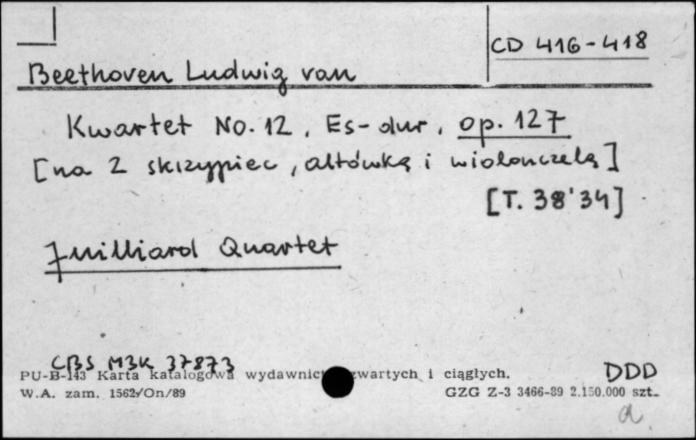 CD 416-418
Beethoven Ludwig van
Kwartet No. 12, Es-dur, op. 127
[na 2 skrzypiec, altówkę i wiolonczelę]
[T. 38'34]
Juilliard Quartet
CBS M3K 37873
DDD
PU-B-143 Karta katalogowa wydawnict zwartych i ciągłych.
W.A. zam. 1562/On/89 GZG Z-3 3466-89 2.150.000 szt.